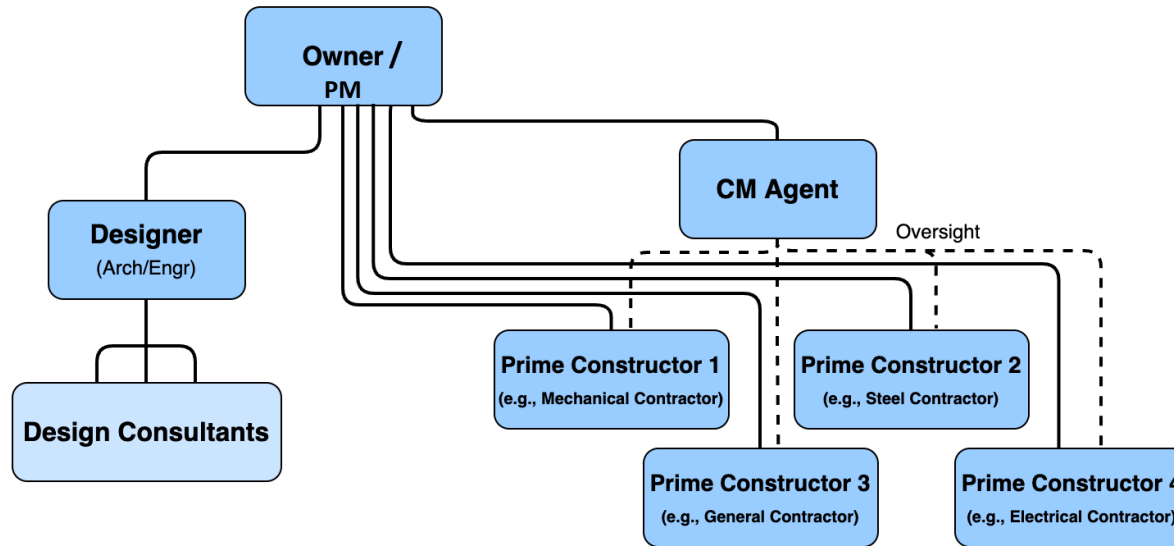 Owner /
PM
CM Agent
Designer
(Arch/Engr)
Oversight
Prime Constructor 1
(e.g., Mechanical Contractor)
Prime Constructor 2
(e.g., Steel Contractor)
Design Consultants
Prime Constructor 3
(e.g., General Contractor)
Prime Constructor 4
(e.g., Electrical Contractor)